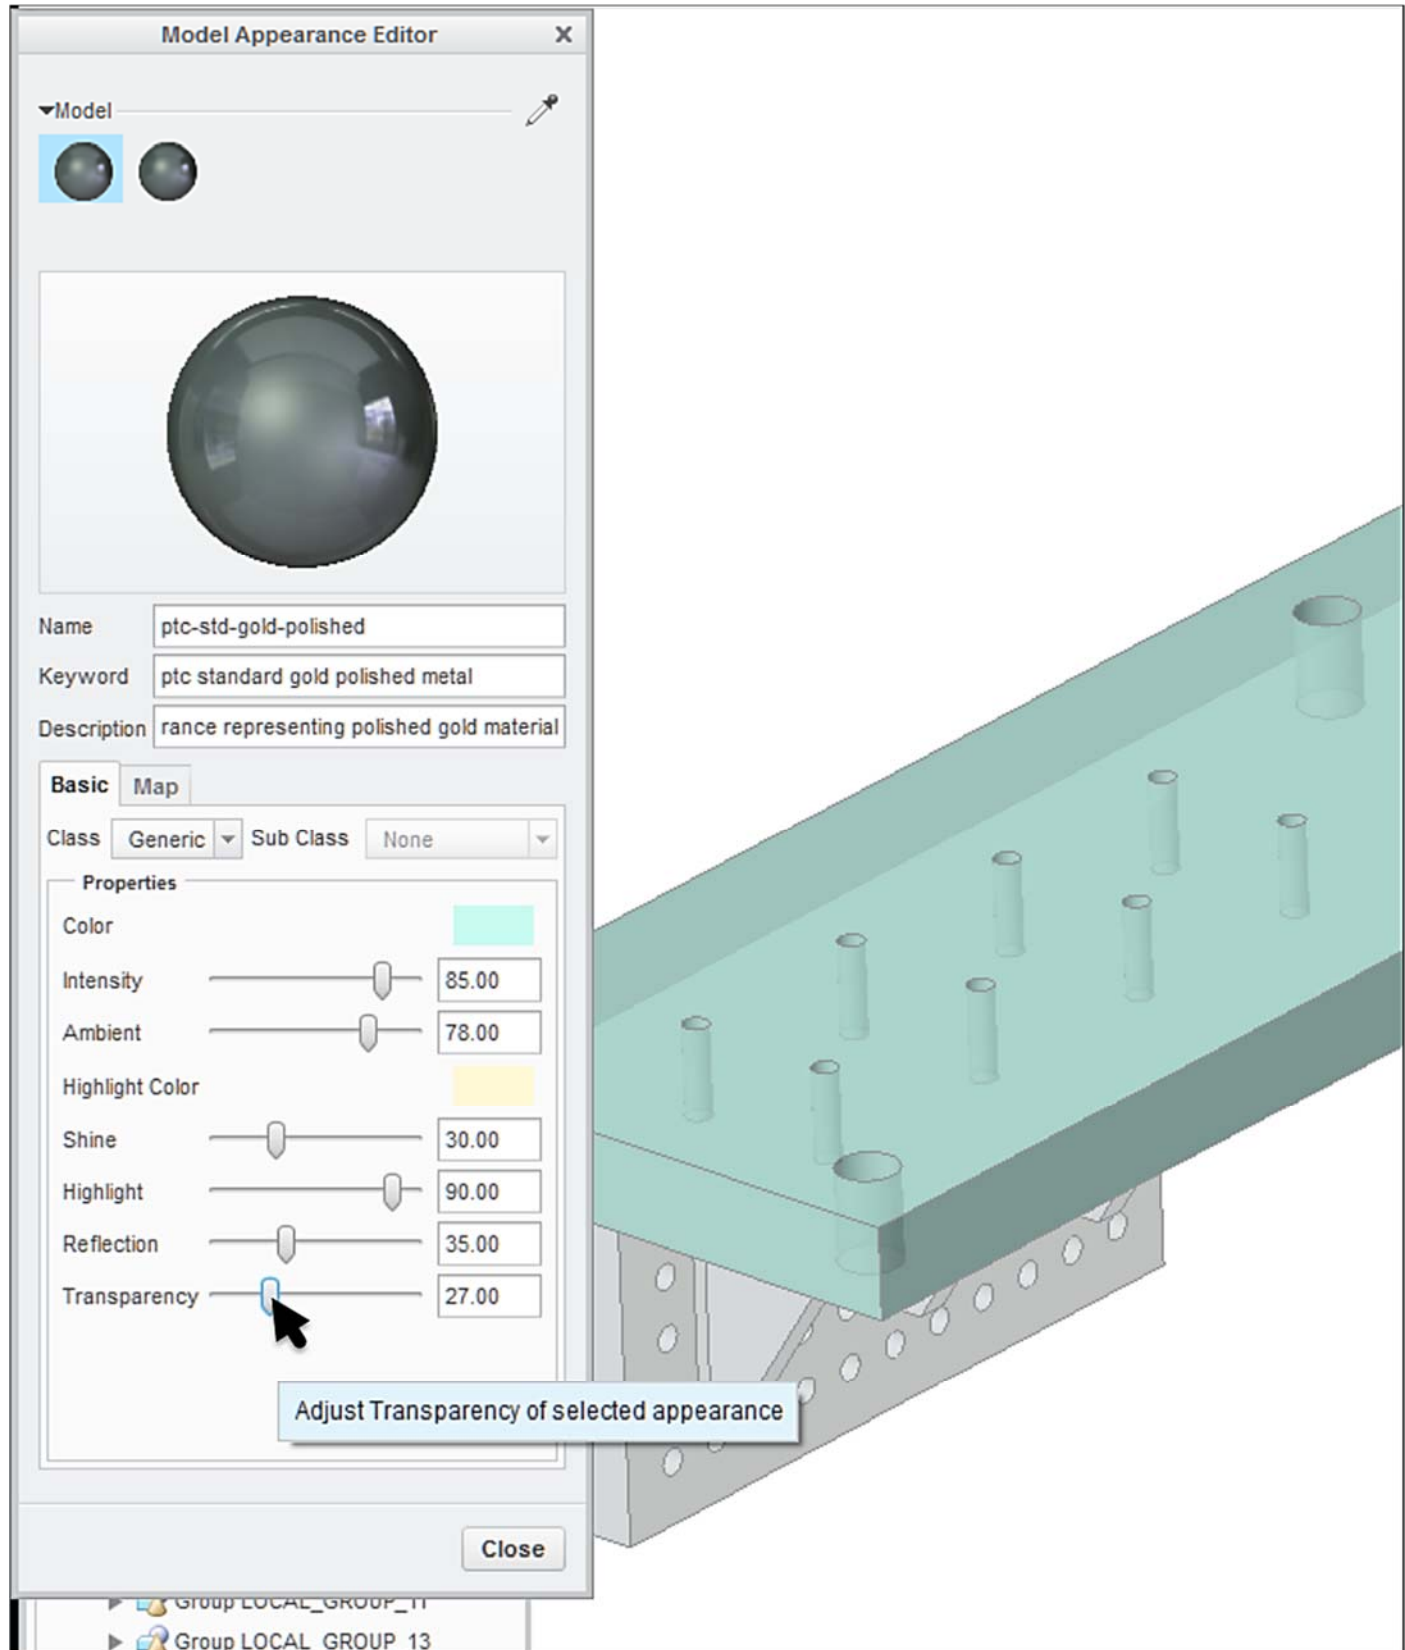 Model Appearance Editor
Model
Name ptc-std-gold-polished
Keyword ptc standard gold polished metal
Description rance representing polished gold material
Basic Map
Class Generic Sub Class None
Properties
Color
Intensity 85.00
Ambient 78.00
Highlight Color
Shine 30.00
Highlight 90.00
Reflection 35.00
Transparency 27.00
Adjust Transparency of selected appearance
Close
Group LOCAL_GROUP_11
Group LOCAL_GROUP_13